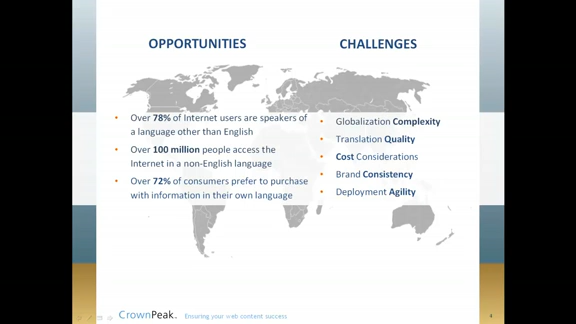 OPPORTUNITIES
• Over 78% of Internet users are speakers of
a language other than English
• Over 100 million people access the
Internet in a non-English language
• Over 72% of consumers prefer to purchase
with information in their own language
CHALLENGES
• Globalization Complexity
• Translation Quality
• Cost Considerations
• Brand Consistency
• Deployment Agility
CrownPeak. Ensuring your web content success
4